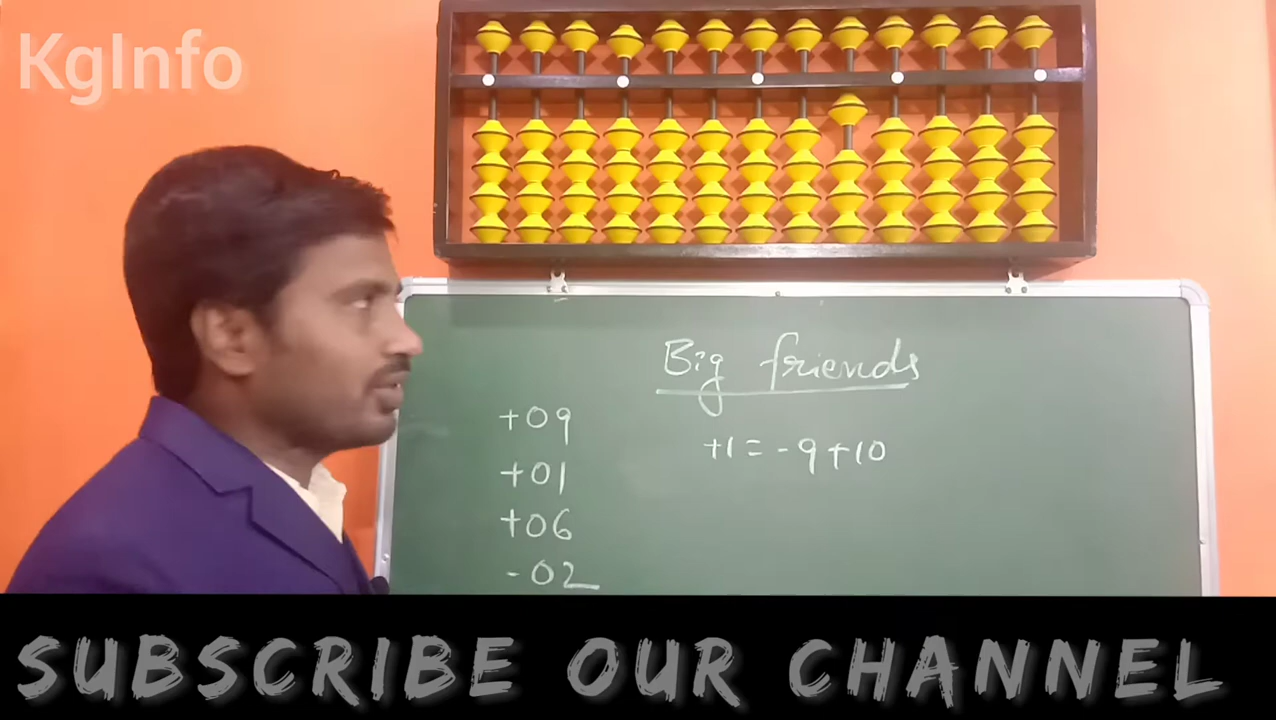 KgInfo
Big friends
+09
+1=-9+10
+01
+06
-02
SUBSCRIBE OUR CHANNEL